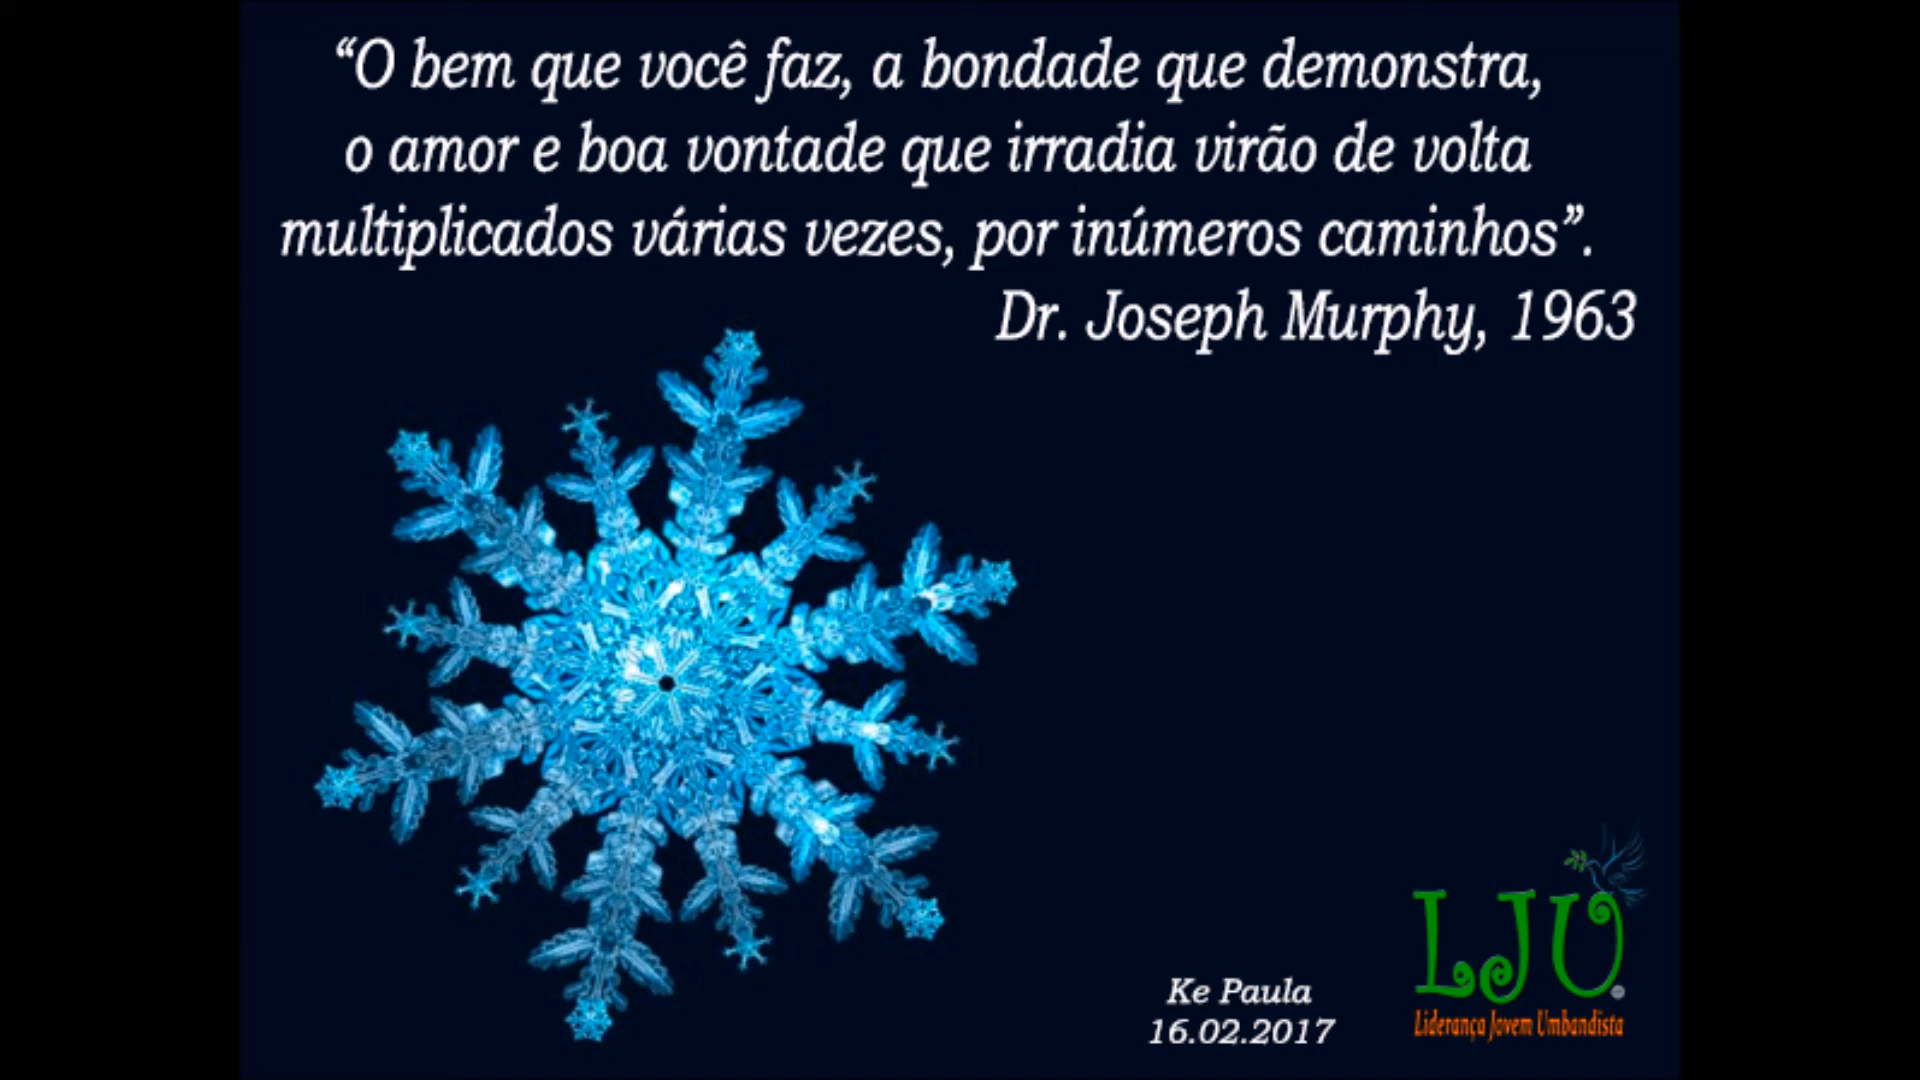 “O bem que você faz, a bondade que demonstra,
o amor e boa vontade que irradia virão de volta
multiplicados várias vezes, por inúmeros caminhos”.
Dr. Joseph Murphy, 1963
Ke Paula
16.02.2017
LJU
Liderança Jovem Umbandista